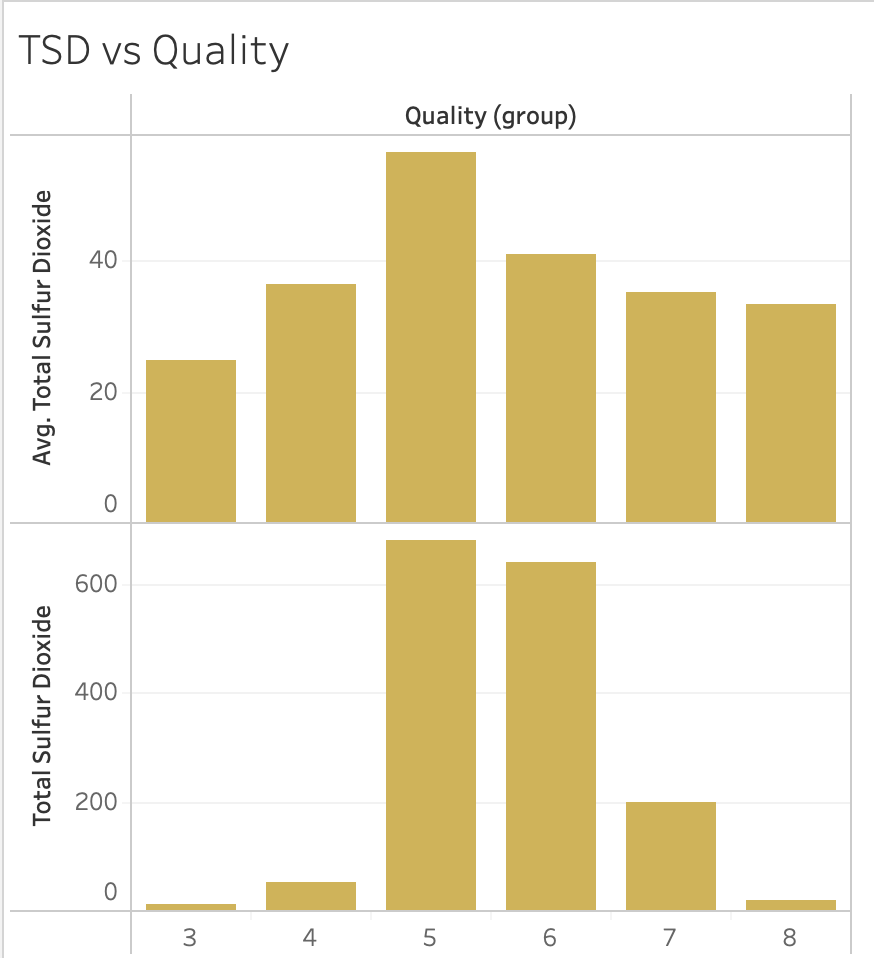 TSD vs Quality
Quality (group)
Avg. Total Sulfur Dioxide
40
20
0
Total Sulfur Dioxide
600
400
200
0
3 4 5 6 7 8